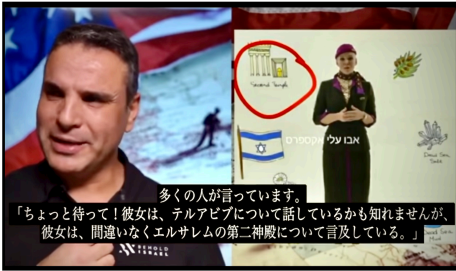 Second Temple
אבו עלי אקספרס
BEHOLD
ISRAEL
多くの人が言っています。
「ちょっと待って！彼女は、テルアビブについて話しているかも知れませんが、
彼女は、間違いなくエルサレムの第二神殿について言及している。」